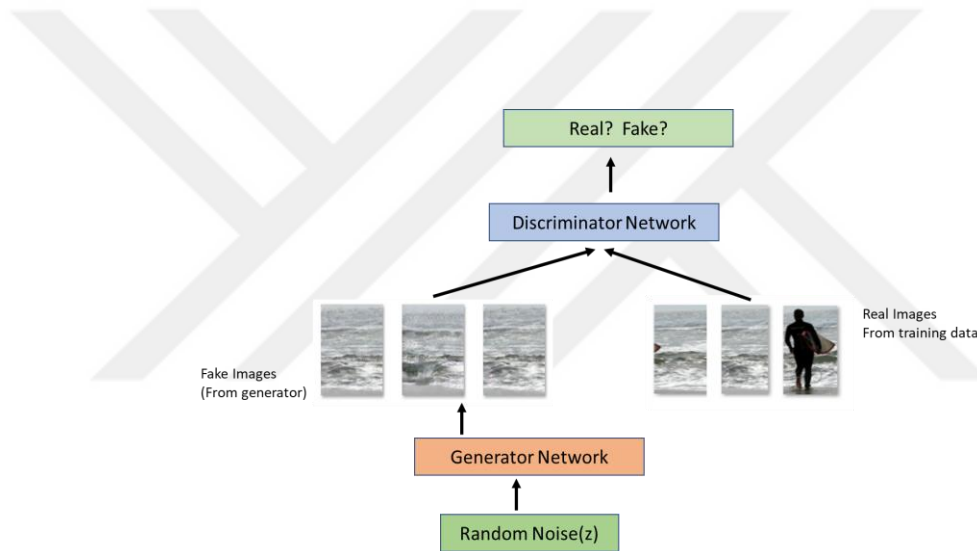 Real? Fake?
Discriminator Network
Real Images
From training data
Fake Images
(From generator)
Generator Network
Random Noise(z)